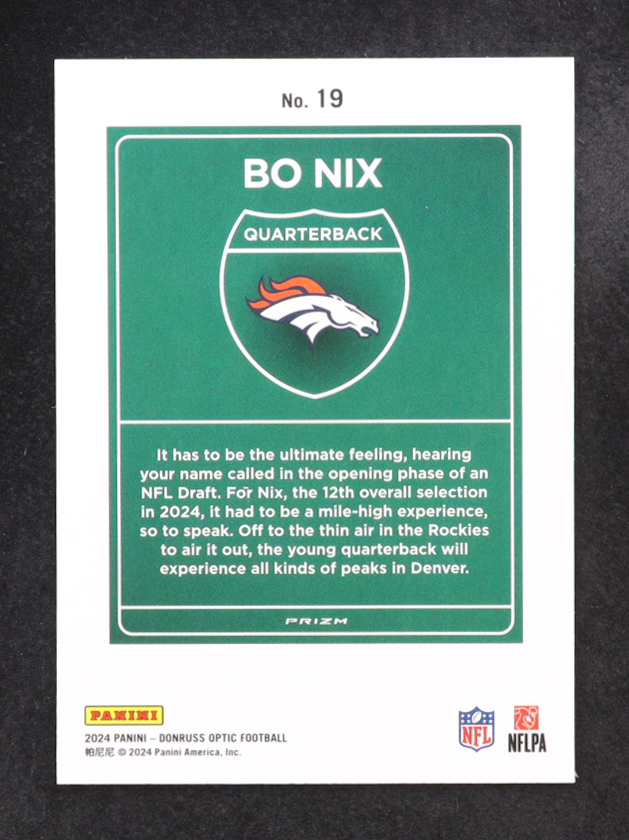 No. 19
BO NIX
QUARTERBACK
It has to be the ultimate feeling, hearing
your name called in the opening phase of an
NFL Draft. For Nix, the 12th overall selection
in 2024, it had to be a mile-high experience,
so to speak. Off to the thin air in the Rockies
to air it out, the young quarterback will
experience all kinds of peaks in Denver.
PRIZM
PANINI
2024 PANINI – DONRUSS OPTIC FOOTBALL
帕尼尼 © 2024 Panini America, Inc.
NFL
NFLPA